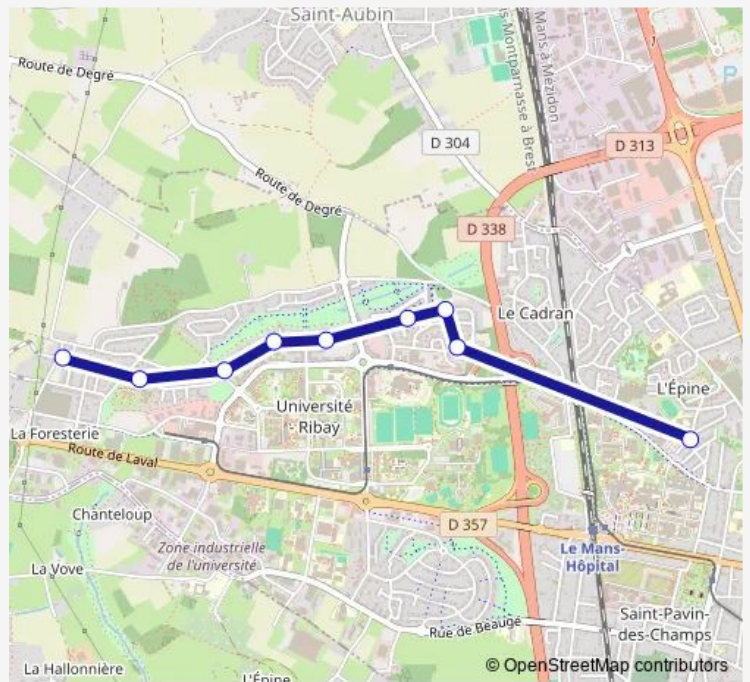 Saint-Aubin
Route de Degré
s-Montparnasse à Brest
Mans à Mézidon
D 304
D 313
Route de Degré
D 338
Le Cadran
L'Épine
Université
Ribay
La Foresterie
Route de Laval
Chanteloup
D 357
Zone industrielle
de l'université
Le Mans-
Hôpital
La Vove
Saint-Pavin-
des-Champs
Rue de Beaugé
La Hallonnière
L'Épine
© OpenStreetMap contributors